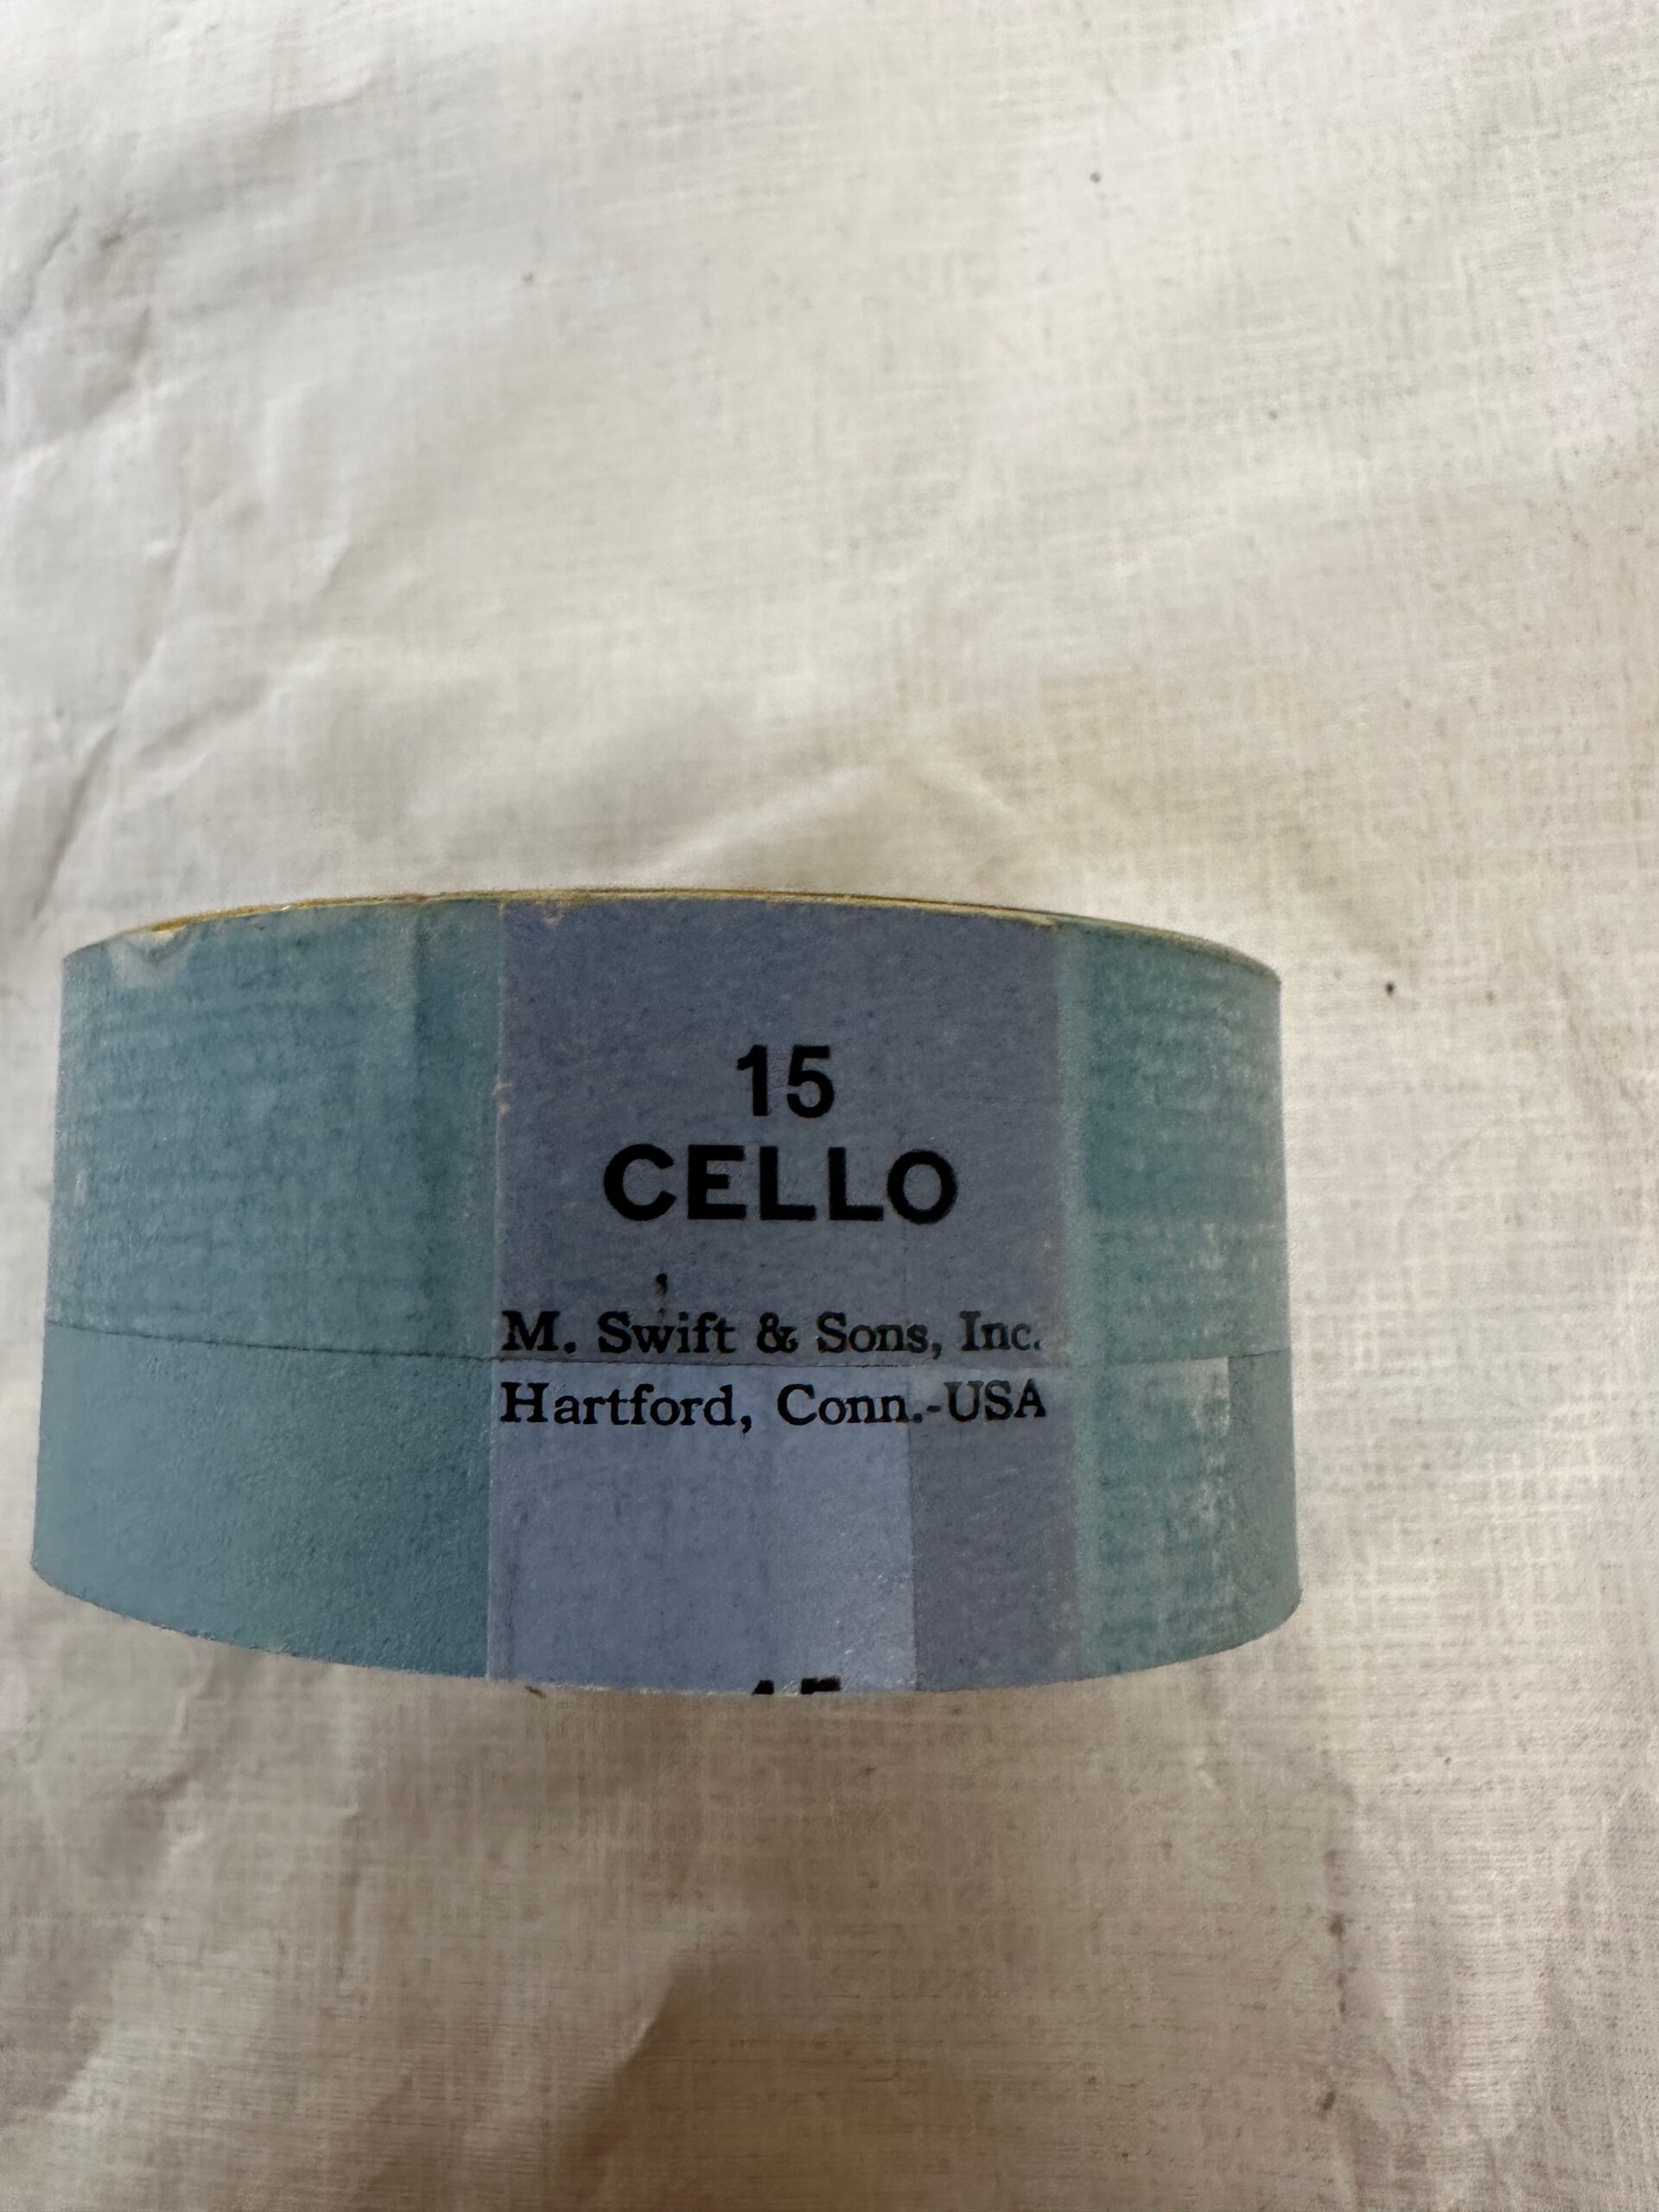 15
CELLO
M. Swift & Sons, Inc.
Hartford, Conn.-USA